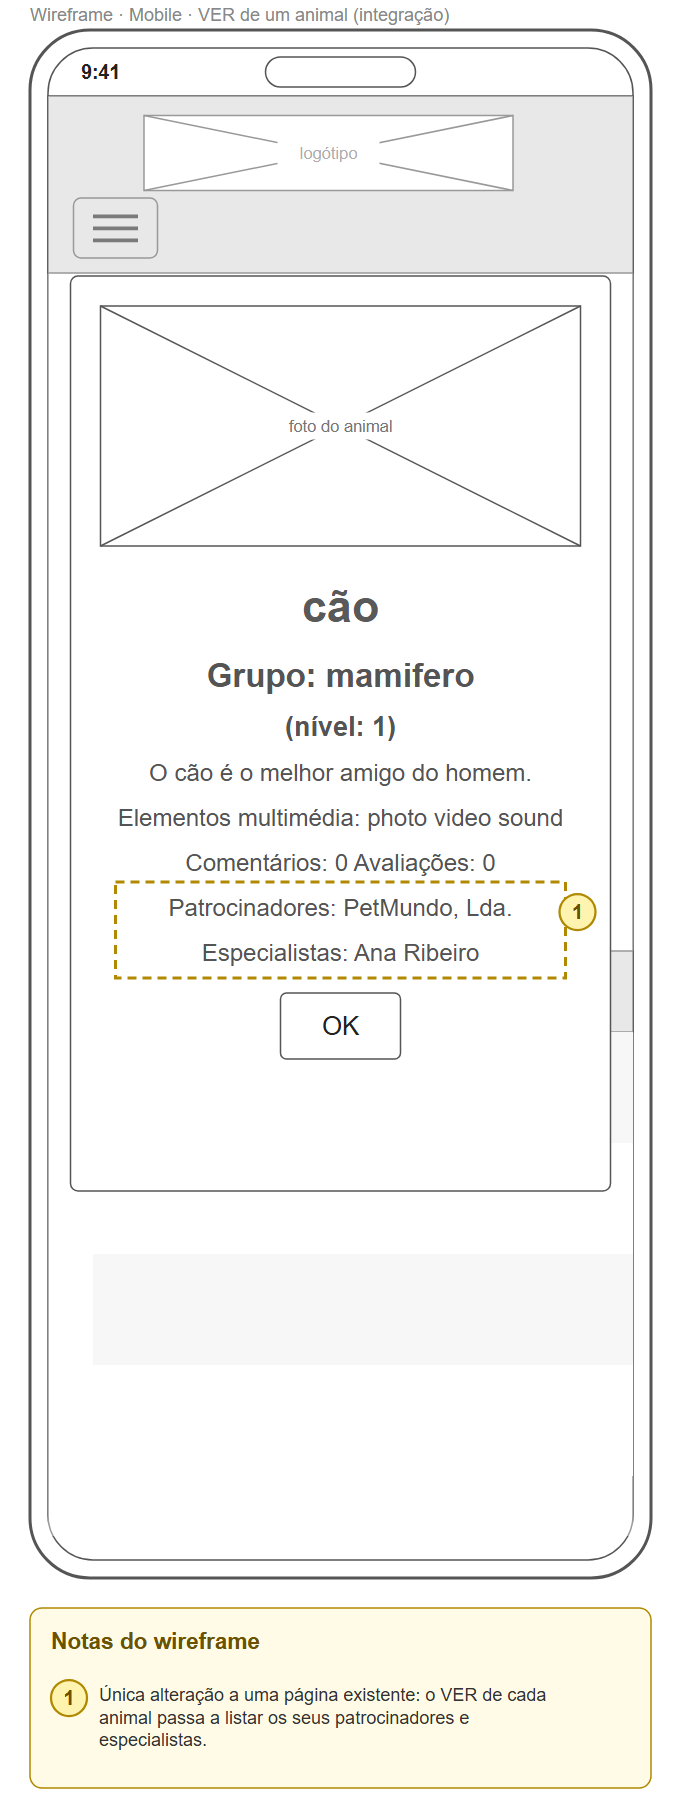 Wireframe · Mobile · VER de um animal (integração)
9:41
logótipo
foto do animal
cão
Grupo: mamifero
(nível: 1)
O cão é o melhor amigo do homem.
Elementos multimédia: photo video sound
Comentários: 0 Avaliações: 0
Patrocinadores: PetMundo, Lda.
1
Especialistas: Ana Ribeiro
OK
Notas do wireframe
1
Única alteração a uma página existente: o VER de cada
animal passa a listar os seus patrocinadores e
especialistas.